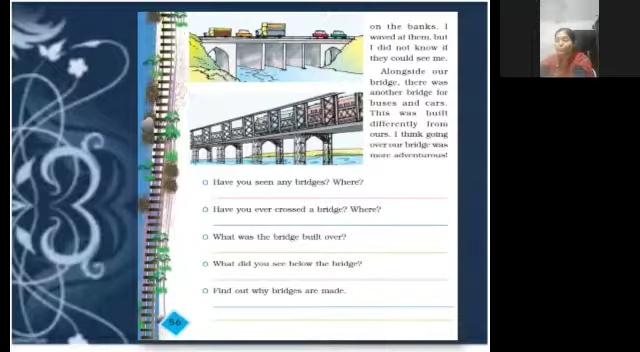 on the banks. I
waved at them, but
I did not know if
they could see me.
Alongside our
bridge, there was
another bridge for
buses and cars.
This was built
differently from
ours. I think going
over our bridge was
more adventurous!
Have you seen any bridges? Where?
Have you ever crossed a bridge? Where?
What was the bridge built over?
What did you see below the bridge?
Find out why bridges are made.
56